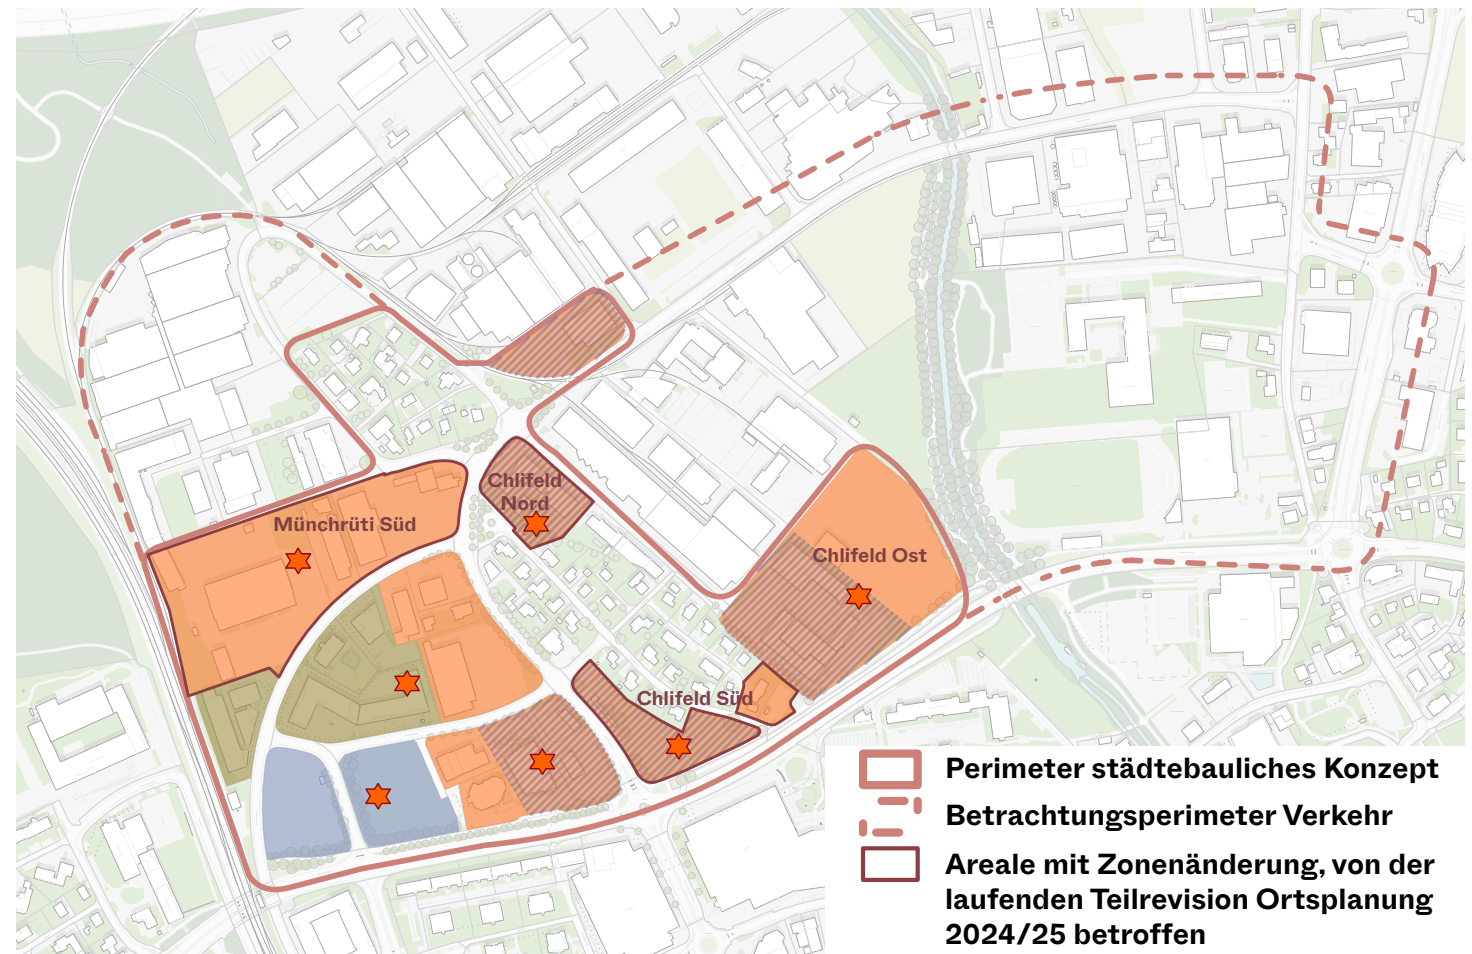 Chlifeld
Nord
Münchrüti Süd
Chlifeld Ost
Chlifeld Süd
Perimeter städtebauliches Konzept
Betrachtungsperimeter Verkehr
Areale mit Zonenänderung, von der
laufenden Teilrevision Ortsplanung
2024/25 betroffen